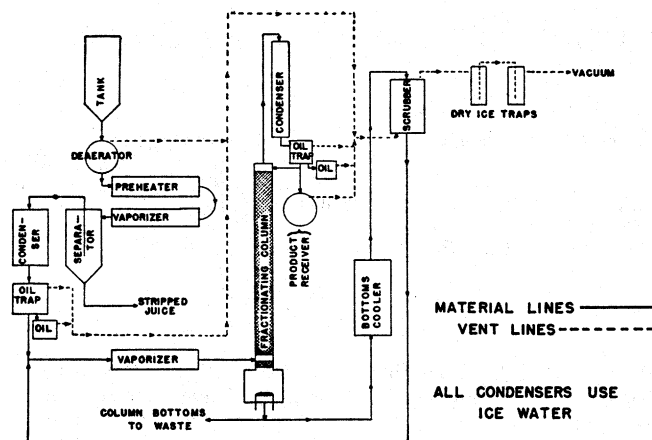 TANK
DEAERATOR
PREHEATER
VAPORIZER
CONDEN-
SER
SEPARA-
TOR
OIL
TRAP
OIL
STRIPPED
JUICE
VAPORIZER
COLUMN BOTTOMS
TO WASTE
FRACTIONATING COLUMN
CONDENSER
OIL
TRAP
OIL
PRODUCT
RECEIVER
BOTTOMS
COOLER
SCRUBBER
DRY ICE TRAPS
VACUUM
MATERIAL LINES
VENT LINES
ALL CONDENSERS USE
ICE WATER